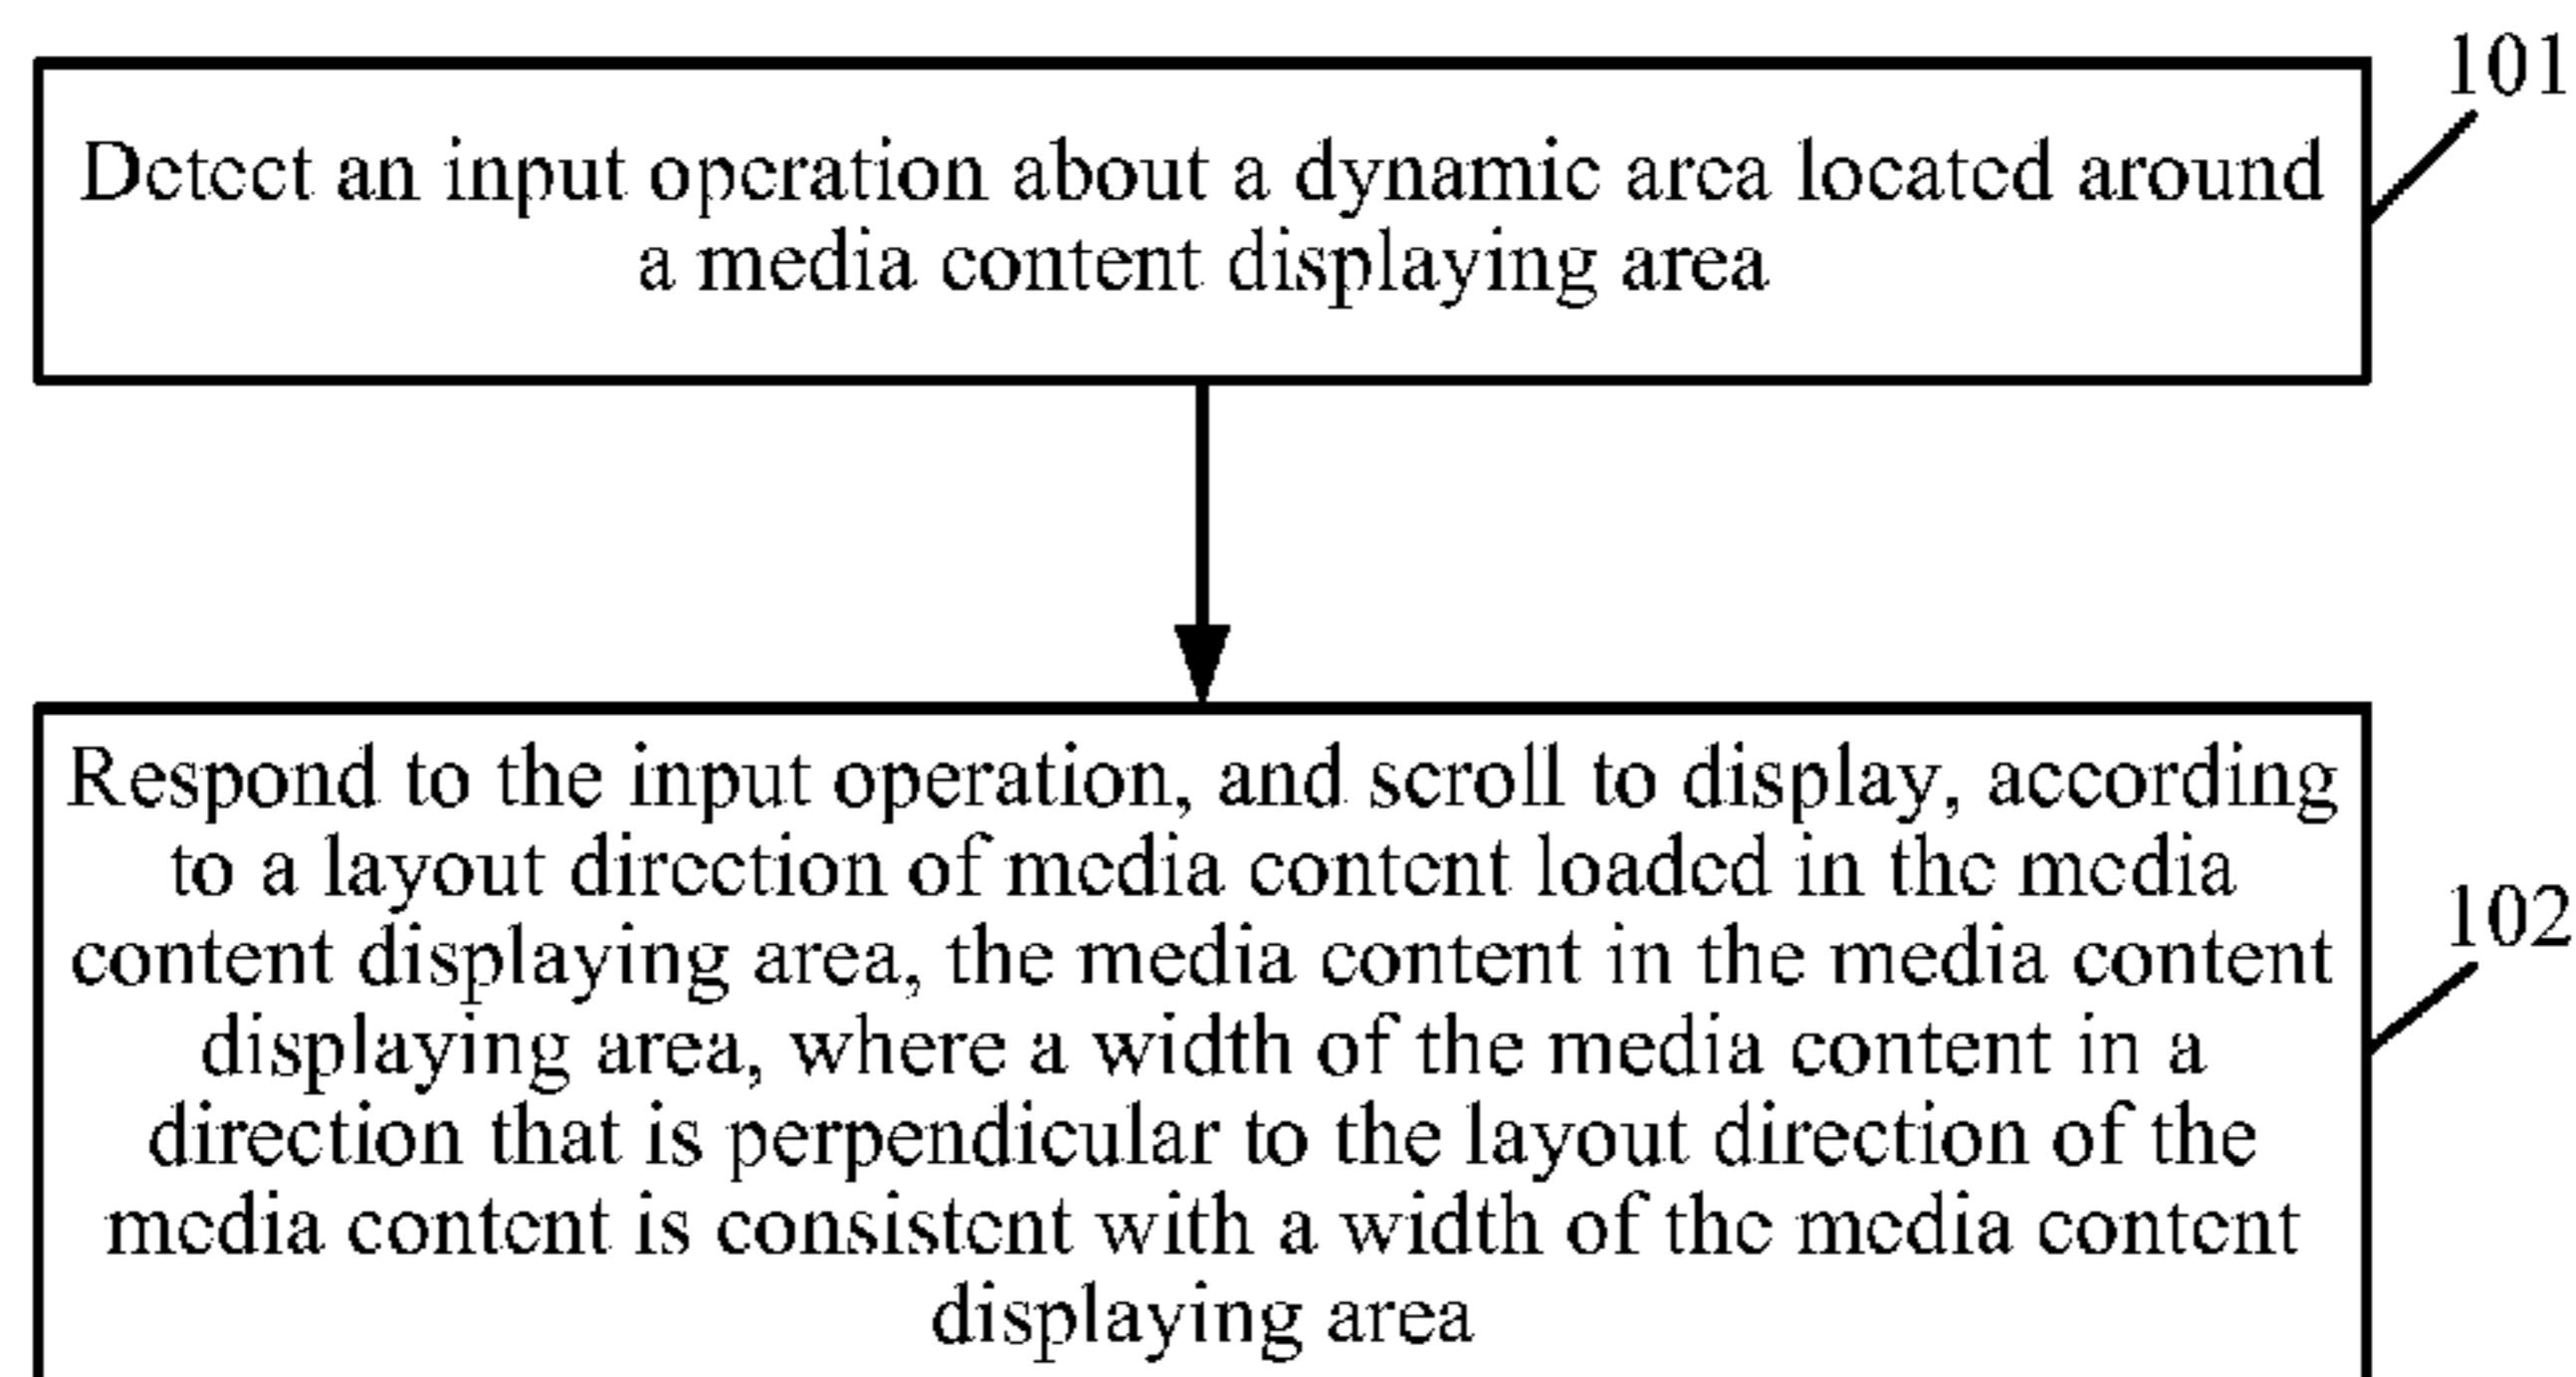 101
Detect an input operation about a dynamic area located around
a media content displaying area
Respond to the input operation, and scroll to display, according
to a layout direction of media content loaded in the media
content displaying area, the media content in the media content
displaying area, where a width of the media content in a
direction that is perpendicular to the layout direction of the
media content is consistent with a width of the media content
displaying area
102